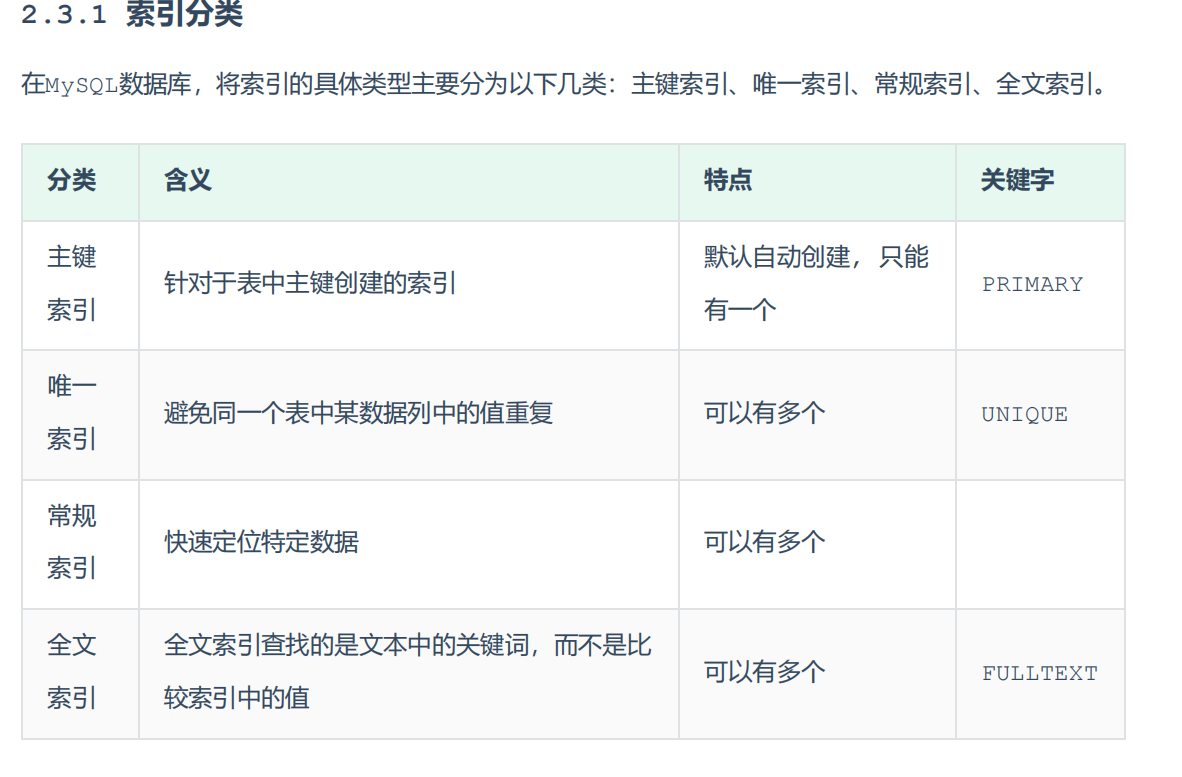 2.3.1 索引分类
在MySQL数据库，将索引的具体类型主要分为以下几类：主键索引、唯一索引、常规索引、全文索引。
分类 含义 特点 关键字
主键
索引
针对于表中主键创建的索引
默认自动创建, 只能
有一个
PRIMARY
唯一
索引
避免同一个表中某数据列中的值重复
可以有多个
UNIQUE
常规
索引
快速定位特定数据
可以有多个
全文
索引
全文索引查找的是文本中的关键词，而不是比
较索引中的值
可以有多个
FULLTEXT